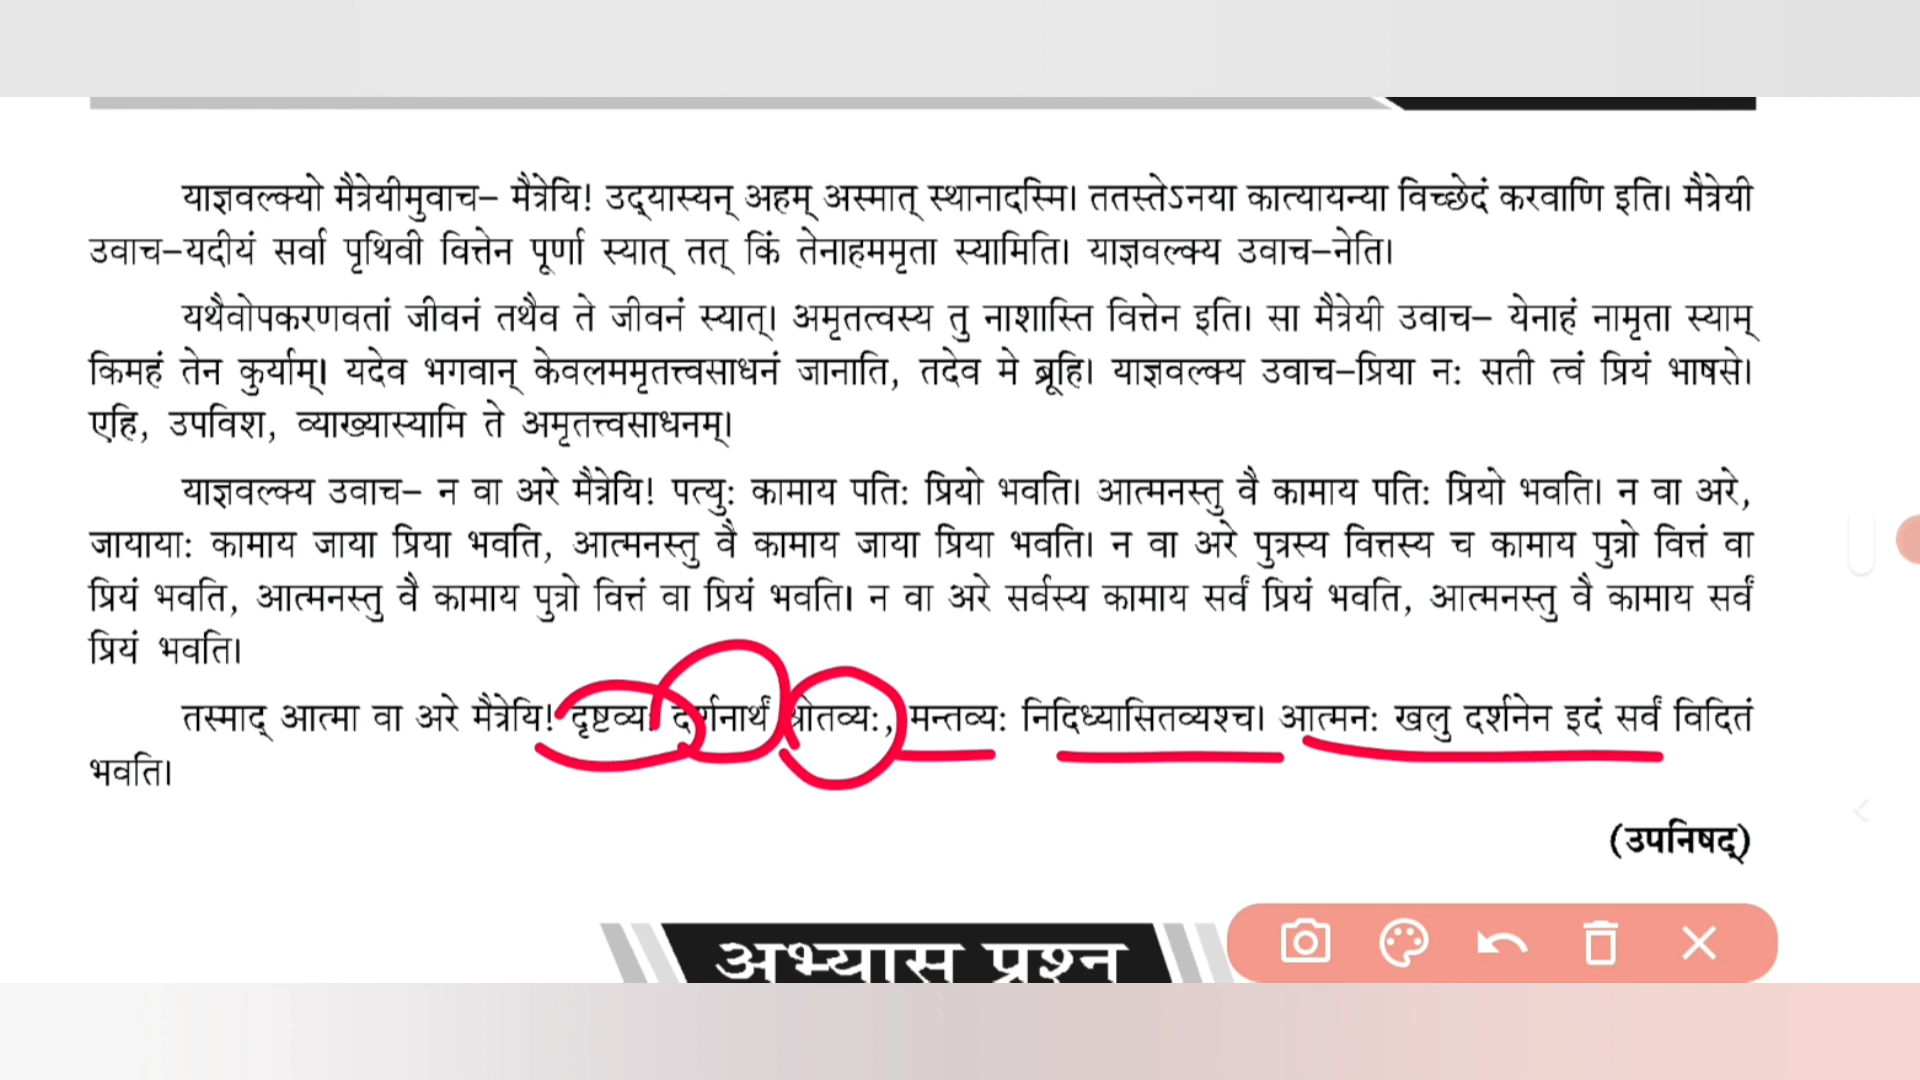 याज्ञवल्क्यो मैत्रेयीमुवाच– मैत्रेयि! उद्यास्यन् अहम् अस्मात् स्थानादस्मि। ततस्तेऽनया कात्यायन्या विच्छेदं करवाणि इति। मैत्रेयी
उवाच–यदीयं सर्वा पृथिवी वित्तेन पूर्णा स्यात् तत् किं तेनाहममृता स्यामिति। याज्ञवल्क्य उवाच–नेति।
यथैवोपकरणवतां जीवनं तथैव ते जीवनं स्यात्। अमृतत्वस्य तु नाशास्ति वित्तेन इति। सा मैत्रेयी उवाच– येनाहं नामृता स्याम्
किमहं तेन कुर्याम्। यदेव भगवान् केवलममृतत्त्वसाधनं जानाति, तदेव मे ब्रूहि। याज्ञवल्क्य उवाच–प्रिया नः सती त्वं प्रियं भाषसे।
एहि, उपविश, व्याख्यास्यामि ते अमृतत्त्वसाधनम्।
याज्ञवल्क्य उवाच– न वा अरे मैत्रेयि! पत्युः कामाय पतिः प्रियो भवति। आत्मनस्तु वै कामाय पतिः प्रियो भवति। न वा अरे,
जायायाः कामाय जाया प्रिया भवति, आत्मनस्तु वै कामाय जाया प्रिया भवति। न वा अरे पुत्रस्य वित्तस्य च कामाय पुत्रो वित्तं वा
प्रियं भवति, आत्मनस्तु वै कामाय पुत्रो वित्तं वा प्रियं भवति। न वा अरे सर्वस्य कामाय सर्वं प्रियं भवति, आत्मनस्तु वै कामाय सर्वं
प्रियं भवति।
तस्माद् आत्मा वा अरे मैत्रेयि! दृष्टव्यः दर्शनार्थं श्रोतव्यः, मन्तव्यः निदिध्यासितव्यश्च। आत्मनः खलु दर्शनेन इदं सर्वं विदितं
भवति।
(उपनिषद्)
अभ्यास प्रश्न